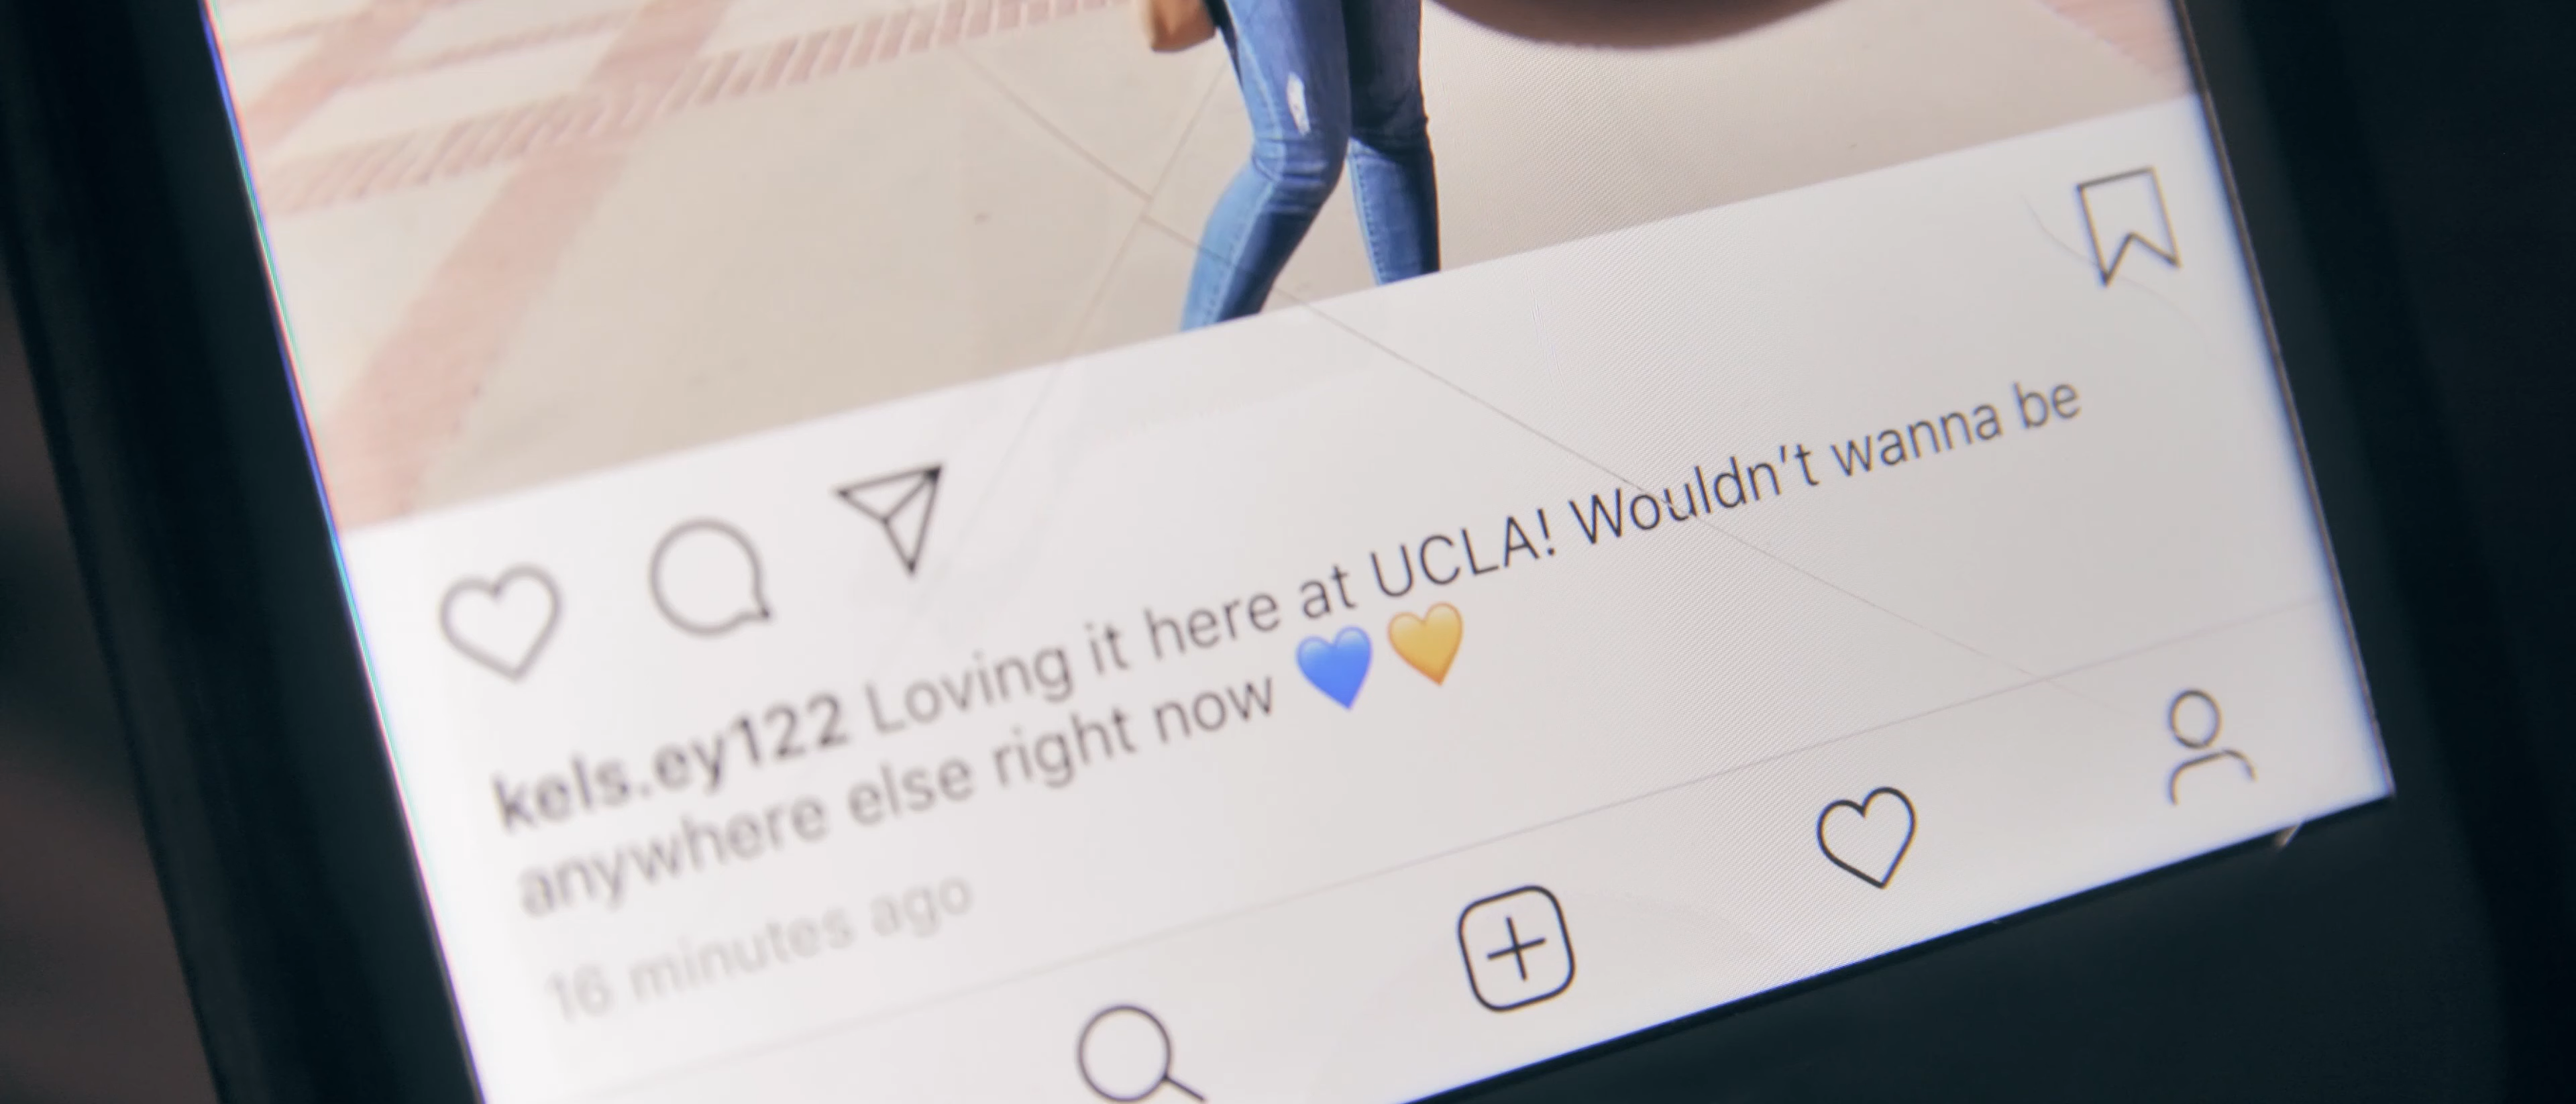 kels.ey122 Loving it here at UCLA! Wouldn't wanna be
anywhere else right now 💙💛
16 minutes ago